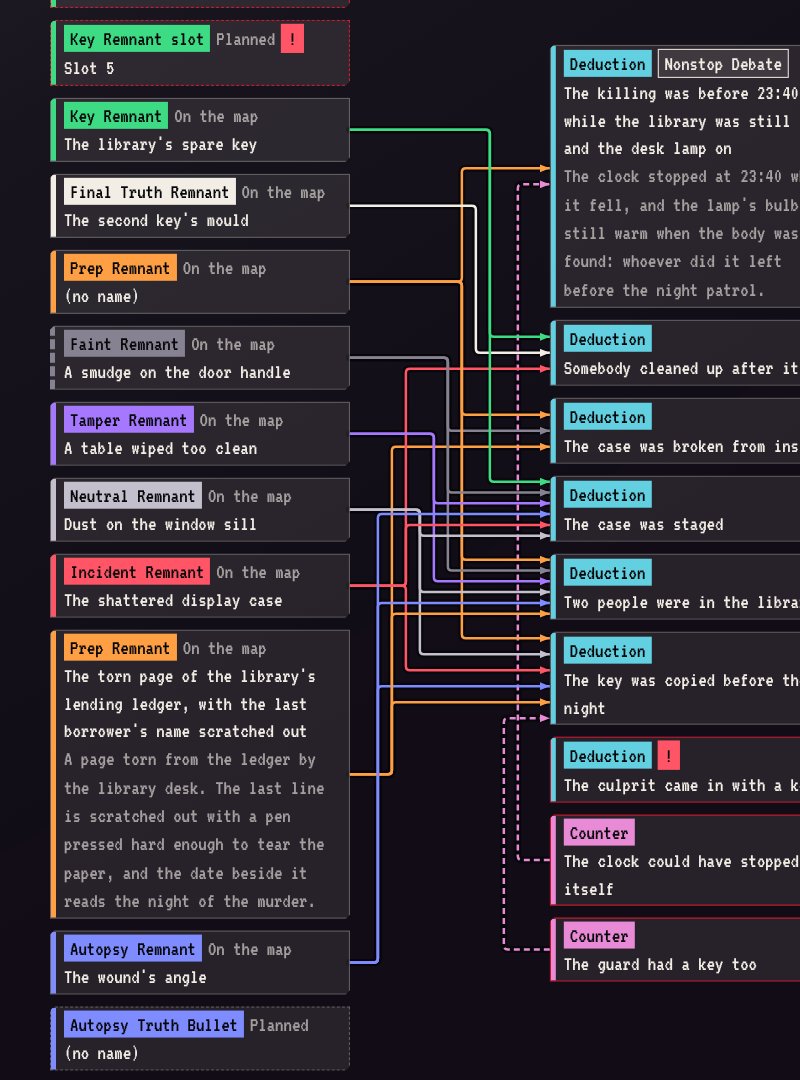 Key Remnant slot Planned !
Slot 5
Key Remnant On the map
The library's spare key
Final Truth Remnant On the map
The second key's mould
Prep Remnant On the map
(no name)
Faint Remnant On the map
A smudge on the door handle
Tamper Remnant On the map
A table wiped too clean
Neutral Remnant On the map
Dust on the window sill
Incident Remnant On the map
The shattered display case
Prep Remnant On the map
The torn page of the library's
lending ledger, with the last
borrower's name scratched out
A page torn from the ledger by
the library desk. The last line
is scratched out with a pen
pressed hard enough to tear the
paper, and the date beside it
reads the night of the murder.
Autopsy Remnant On the map
The wound's angle
Autopsy Truth Bullet Planned
(no name)
Deduction Nonstop Debate
The killing was before 23:40
while the library was still
and the desk lamp on
The clock stopped at 23:40
it fell, and the lamp's bulb
still warm when the body was
found: whoever did it left
before the night patrol.
Deduction
Somebody cleaned up after it
Deduction
The case was broken from
Deduction
The case was staged
Deduction
Two people were in the
Deduction
The key was copied before
night
Deduction !
The culprit came in with a
Counter
The clock could have stopped
itself
Counter
The guard had a key too